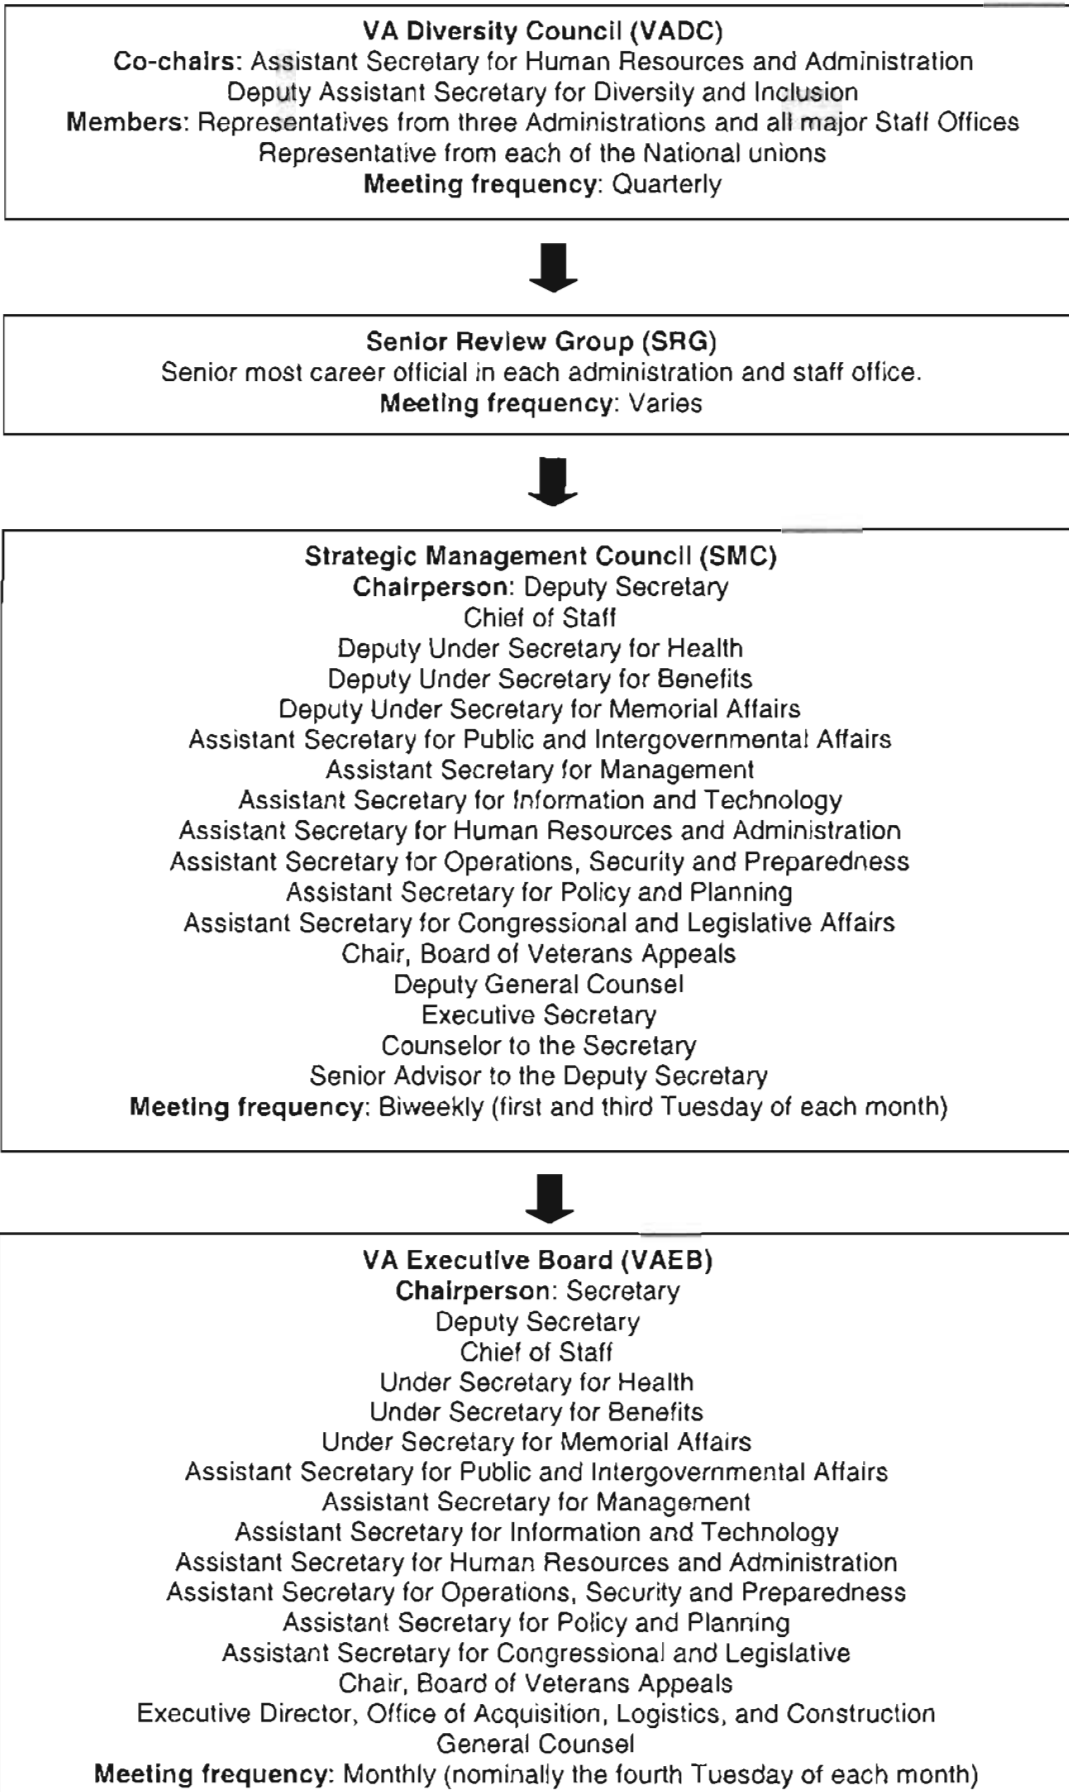 VA Diversity Council (VADC)
Co-chairs: Assistant Secretary for Human Resources and Administration
Deputy Assistant Secretary for Diversity and Inclusion
Members: Representatives from three Administrations and all major Staff Offices
Representative from each of the National unions
Meeting frequency: Quarterly
Senior Review Group (SRG)
Senior most career official in each administration and staff office.
Meeting frequency: Varies
Strategic Management Council (SMC)
Chairperson: Deputy Secretary
Chief of Staff
Deputy Under Secretary for Health
Deputy Under Secretary for Benefits
Deputy Under Secretary for Memorial Affairs
Assistant Secretary for Public and Intergovernmental Affairs
Assistant Secretary for Management
Assistant Secretary for Information and Technology
Assistant Secretary for Human Resources and Administration
Assistant Secretary for Operations, Security and Preparedness
Assistant Secretary for Policy and Planning
Assistant Secretary for Congressional and Legislative Affairs
Chair, Board of Veterans Appeals
Deputy General Counsel
Executive Secretary
Counselor to the Secretary
Senior Advisor to the Deputy Secretary
Meeting frequency: Biweekly (first and third Tuesday of each month)
VA Executive Board (VAEB)
Chairperson: Secretary
Deputy Secretary
Chief of Staff
Under Secretary for Health
Under Secretary for Benefits
Under Secretary for Memorial Affairs
Assistant Secretary for Public and Intergovernmental Affairs
Assistant Secretary for Management
Assistant Secretary for Information and Technology
Assistant Secretary for Human Resources and Administration
Assistant Secretary for Operations, Security and Preparedness
Assistant Secretary for Policy and Planning
Assistant Secretary for Congressional and Legislative
Chair, Board of Veterans Appeals
Executive Director, Office of Acquisition, Logistics, and Construction
General Counsel
Meeting frequency: Monthly (nominally the fourth Tuesday of each month)